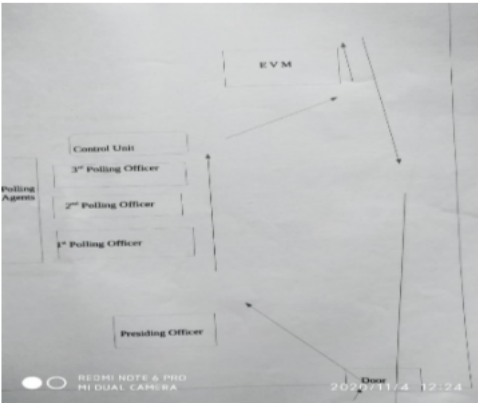 E V M
Control Unit
3rd Polling Officer
Polling
Agents
2nd Polling Officer
1st Polling Officer
Presiding Officer
Door
REDMI NOTE 6 PRO
MI DUAL CAMERA
2020/11/4 12:24